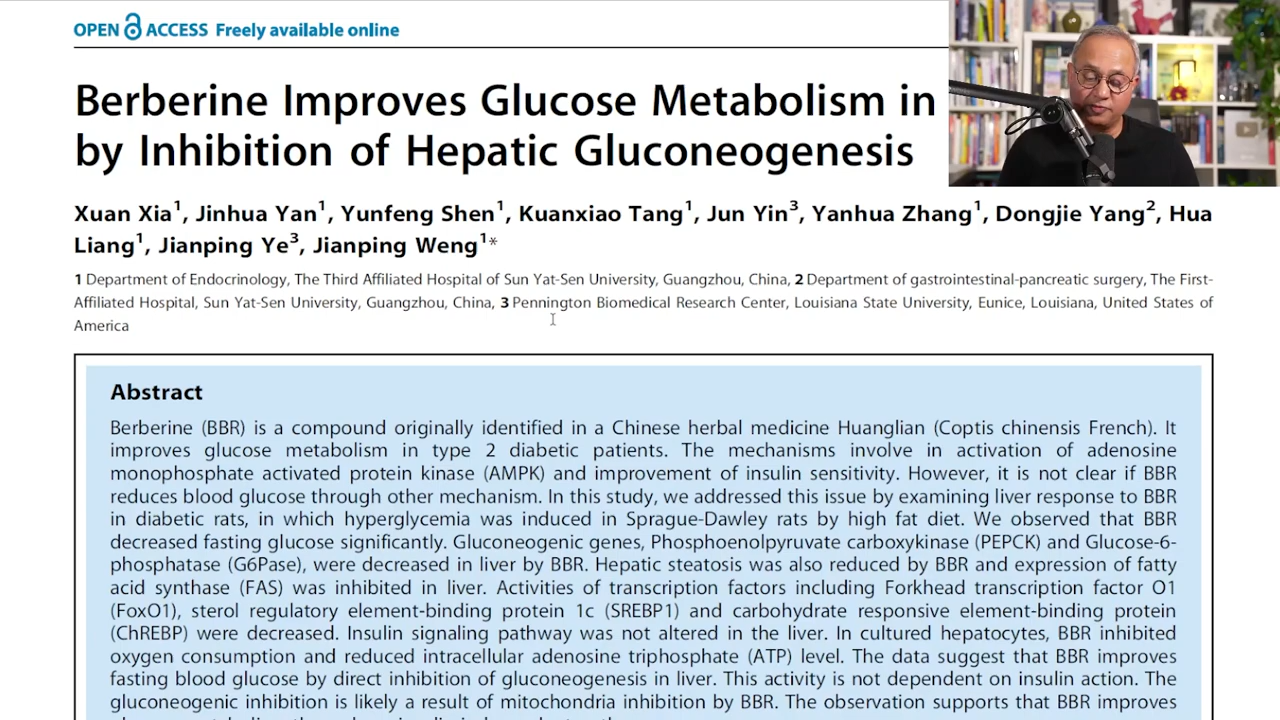 OPEN ACCESS Freely available online
Berberine Improves Glucose Metabolism in
by Inhibition of Hepatic Gluconeogenesis
Xuan Xia1, Jinhua Yan1, Yunfeng Shen1, Kuanxiao Tang1, Jun Yin3, Yanhua Zhang1, Dongjie Yang2, Hua
Liang1, Jianping Ye3, Jianping Weng1*
1 Department of Endocrinology, The Third Affiliated Hospital of Sun Yat-Sen University, Guangzhou, China, 2 Department of gastrointestinal-pancreatic surgery, The First-
Affiliated Hospital, Sun Yat-Sen University, Guangzhou, China, 3 Pennington Biomedical Research Center, Louisiana State University, Eunice, Louisiana, United States of
America
Abstract
Berberine (BBR) is a compound originally identified in a Chinese herbal medicine Huanglian (Coptis chinensis French). It
improves glucose metabolism in type 2 diabetic patients. The mechanisms involve in activation of adenosine
monophosphate activated protein kinase (AMPK) and improvement of insulin sensitivity. However, it is not clear if BBR
reduces blood glucose through other mechanism. In this study, we addressed this issue by examining liver response to BBR
in diabetic rats, in which hyperglycemia was induced in Sprague-Dawley rats by high fat diet. We observed that BBR
decreased fasting glucose significantly. Gluconeogenic genes, Phosphoenolpyruvate carboxykinase (PEPCK) and Glucose-6-
phosphatase (G6Pase), were decreased in liver by BBR. Hepatic steatosis was also reduced by BBR and expression of fatty
acid synthase (FAS) was inhibited in liver. Activities of transcription factors including Forkhead transcription factor O1
(FoxO1), sterol regulatory element-binding protein 1c (SREBP1) and carbohydrate responsive element-binding protein
(ChREBP) were decreased. Insulin signaling pathway was not altered in the liver. In cultured hepatocytes, BBR inhibited
oxygen consumption and reduced intracellular adenosine triphosphate (ATP) level. The data suggest that BBR improves
fasting blood glucose by direct inhibition of gluconeogenesis in liver. This activity is not dependent on insulin action. The
gluconeogenic inhibition is likely a result of mitochondria inhibition by BBR. The observation supports that BBR improves